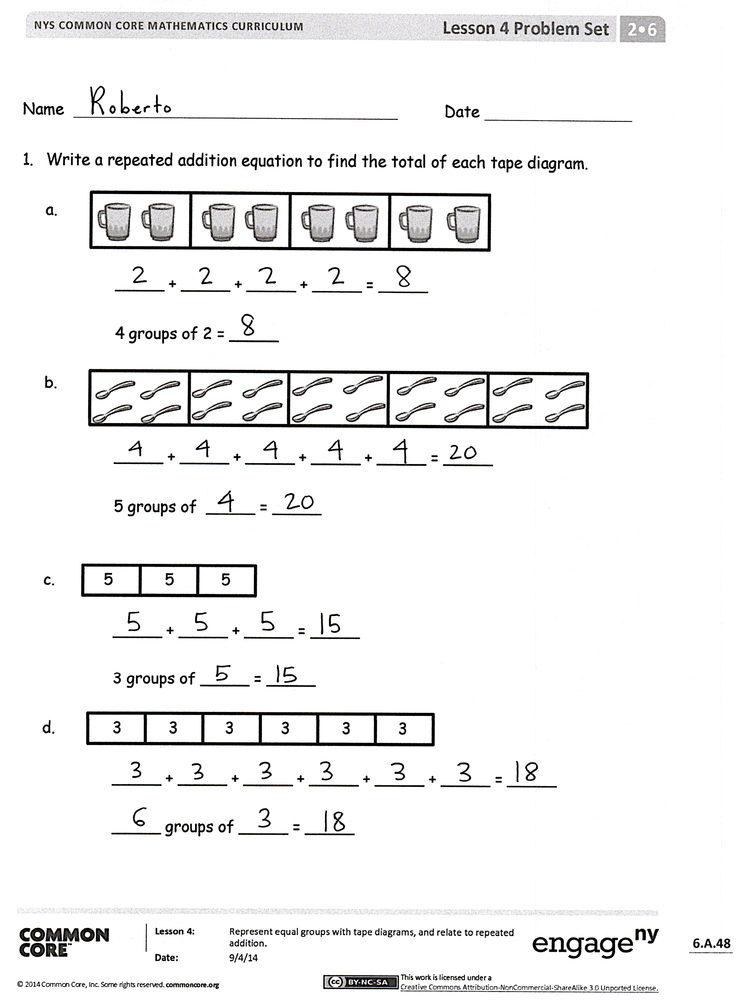 NYS COMMON CORE MATHEMATICS CURRICULUM Lesson 4 Problem Set 2•6
Name Roberto Date
1. Write a repeated addition equation to find the total of each tape diagram.
a.
2 + 2 + 2 + 2 = 8
4 groups of 2 = 8
b.
4 + 4 + 4 + 4 + 4 = 20
5 groups of 4 = 20
c. 5 5 5
5 + 5 + 5 = 15
3 groups of 5 = 15
d. 3 3 3 3 3 3
3 + 3 + 3 + 3 + 3 + 3 = 18
6 groups of 3 = 18
COMMON CORE™
Lesson 4: Represent equal groups with tape diagrams, and relate to repeated
addition.
Date: 9/4/14
engage ny
6.A.48
© 2014 Common Core, Inc. Some rights reserved. commoncore.org
cc BY-NC-SA
This work is licensed under a
Creative Commons Attribution-NonCommercial-ShareAlike 3.0 Unported License.